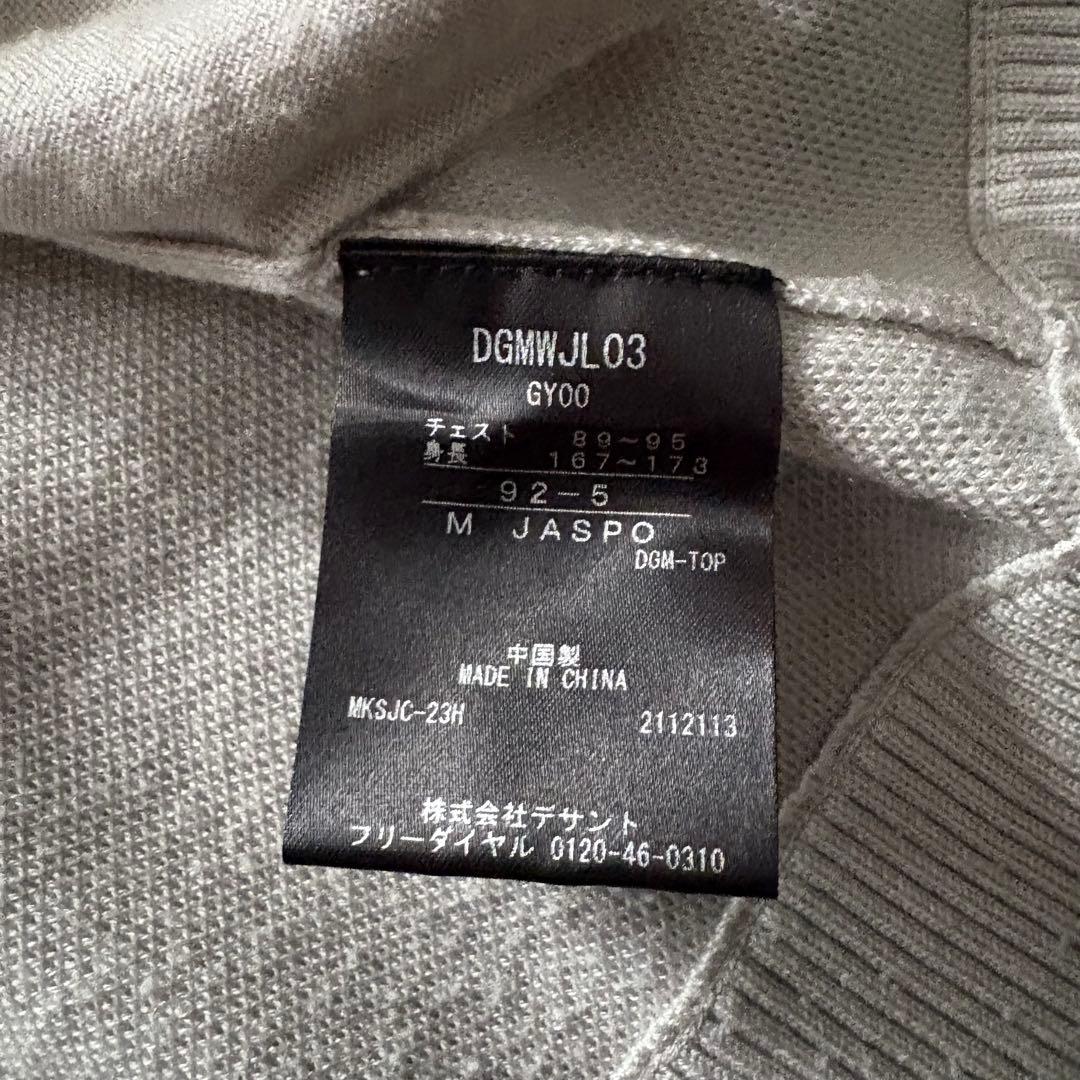 DGMWJL03
GY00
チェスト 89～95
身長 167～173
92-5
M JASPO
DGM-TOP
中国製
MADE IN CHINA
MKSJC-23H 2112113
株式会社デサント
フリーダイヤル 0120-46-0310